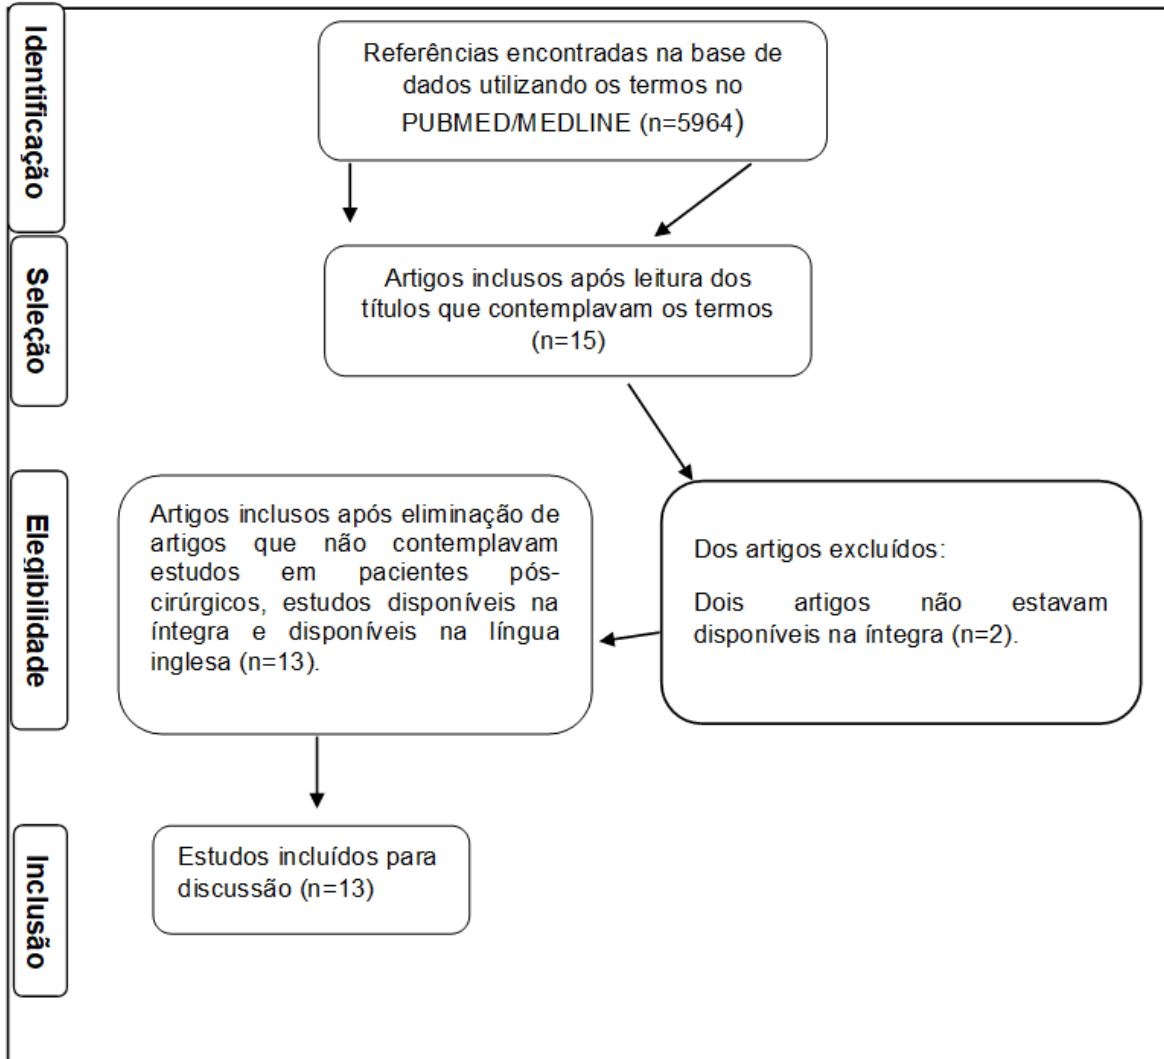 Identificação
Referências encontradas na base de
dados utilizando os termos no
PUBMED/MEDLINE (n=5964)
Seleção
Artigos inclusos após leitura dos
títulos que contemplavam os termos
(n=15)
Elegibilidade
Artigos inclusos após eliminação de
artigos que não contemplavam
estudos em pacientes pós-
cirúrgicos, estudos disponíveis na
íntegra e disponíveis na língua
inglesa (n=13).
Dos artigos excluídos:
Dois artigos não estavam
disponíveis na íntegra (n=2).
Inclusão
Estudos incluídos para
discussão (n=13)